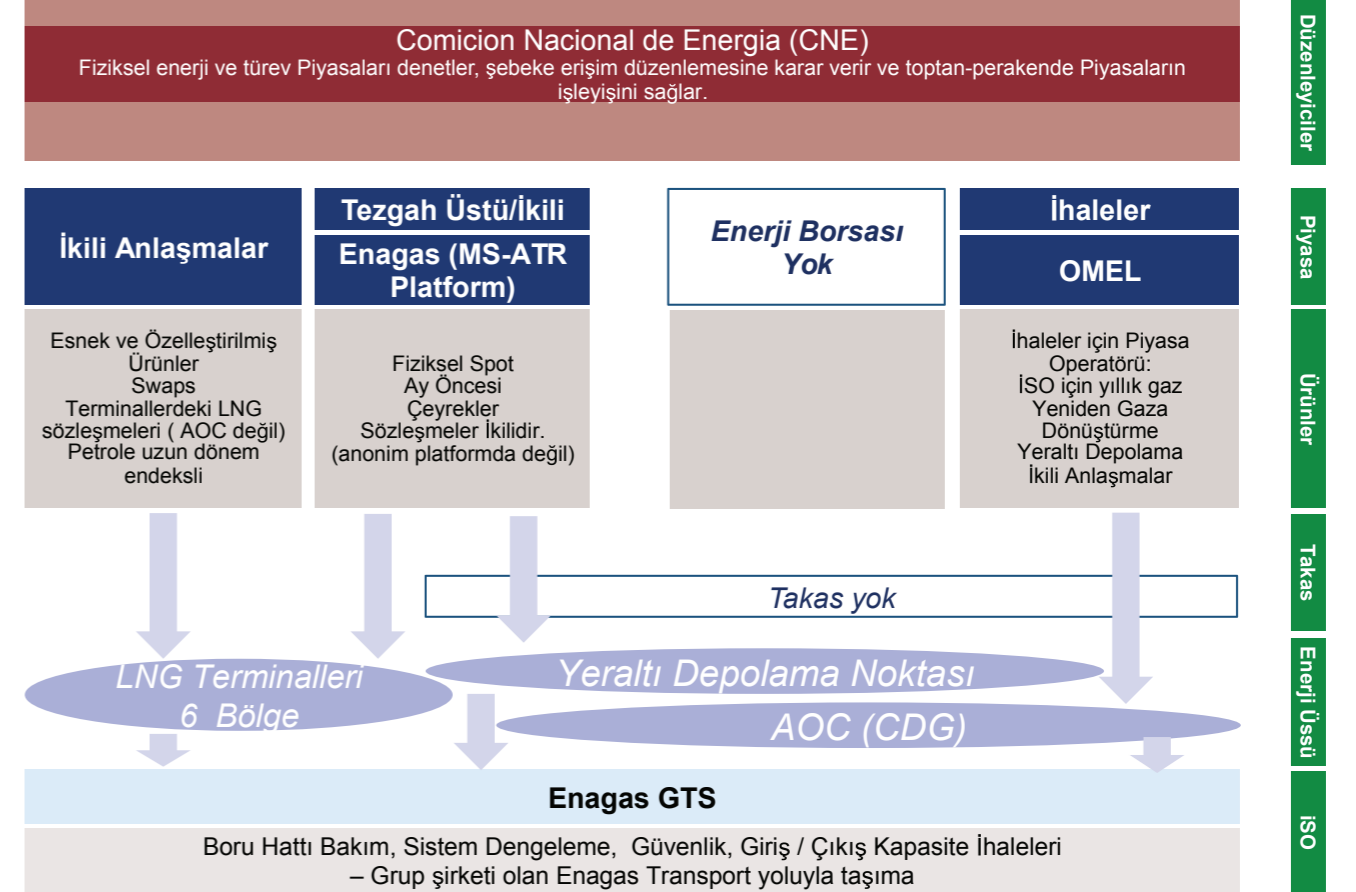 Comicion Nacional de Energia (CNE)
Fiziksel enerji ve türev Piyasaları denetler, şebeke erişim düzenlemesine karar verir ve toptan-perakende Piyasaların
işleyişini sağlar.
Düzenleyiciler
İkili Anlaşmalar
Tezgah Üstü/İkili
Enagas (MS-ATR
Platform)
Enerji Borsası
Yok
İhaleler
OMEL
Piyasa
Esnek ve Özelleştirilmiş
Ürünler
Swaps
Terminallerdeki LNG
sözleşmeleri ( AOC değil)
Petrole uzun dönem
endeksli
Fiziksel Spot
Ay Öncesi
Çeyrekler
Sözleşmeler İkilidir.
(anonim platformda değil)
İhaleler için Piyasa
Operatörü:
İSO için yıllık gaz
Yeniden Gaza
Dönüştürme
Yeraltı Depolama
İkili Anlaşmalar
Ürünler
Takas yok
Takas
LNG Terminalleri
6 Bölge
Yeraltı Depolama Noktası
AOC (CDG)
Enerji Üssü
Enagas GTS
Boru Hattı Bakım, Sistem Dengeleme, Güvenlik, Giriş / Çıkış Kapasite İhaleleri
– Grup şirketi olan Enagas Transport yoluyla taşıma
iSO